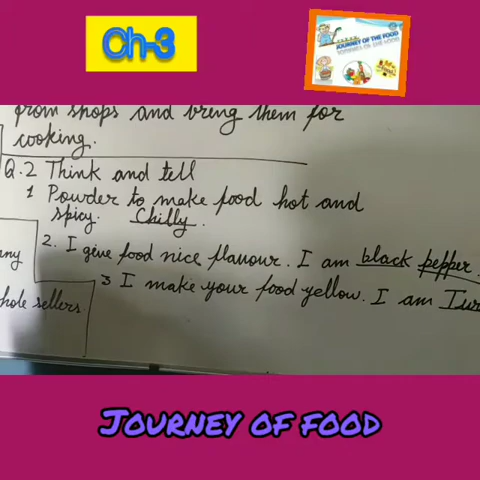 Ch-3
JOURNEY OF THE FOOD
from shops and bring them for
cooking.
Q.2 Think and tell
1 Powder to make food hot and
spicy. Chilly.
2. I give food nice flavour. I am black pepper.
3 I make your food yellow. I am Tur
any
hole sellers.
JOURNEY OF FOOD